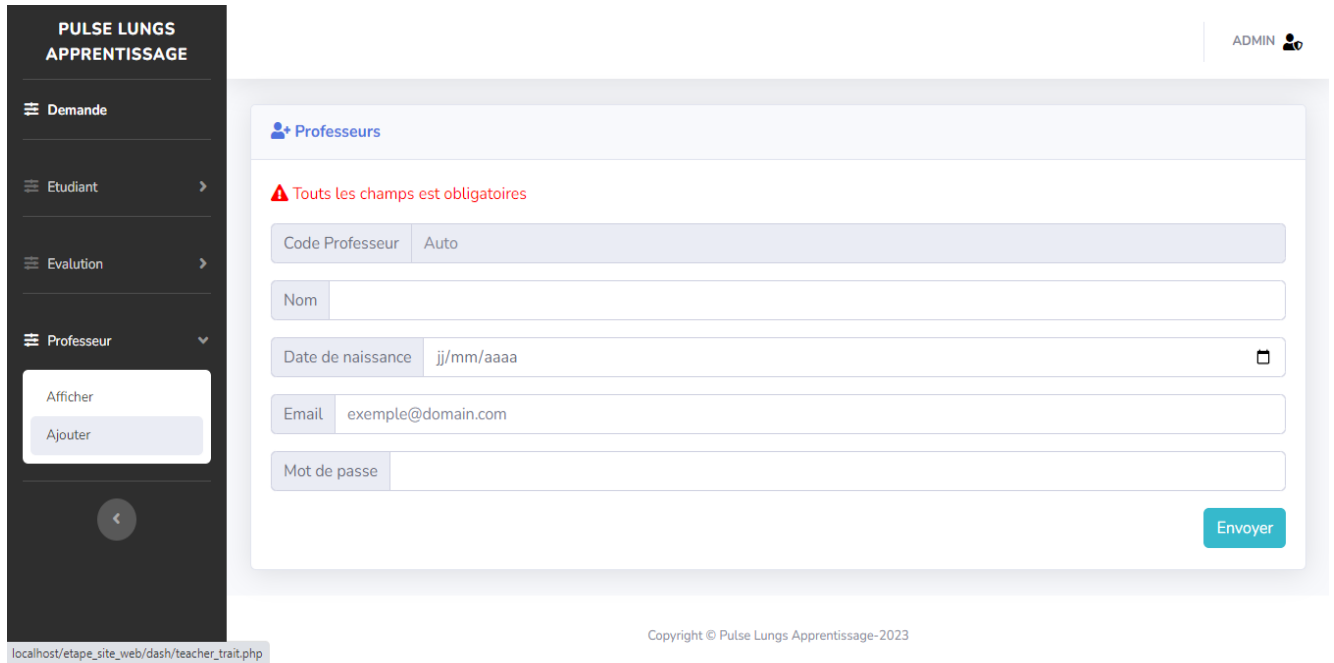 PULSE LUNGS
APPRENTISSAGE
Demande
Etudiant
Evalution
Professeur
Afficher
Ajouter
ADMIN
Professeurs
Touts les champs est obligatoires
Code Professeur Auto
Nom
Date de naissance jj/mm/aaaa
Email exemple@domain.com
Mot de passe
Envoyer
Copyright © Pulse Lungs Apprentissage-2023
localhost/etape_site_web/dash/teacher_trait.php